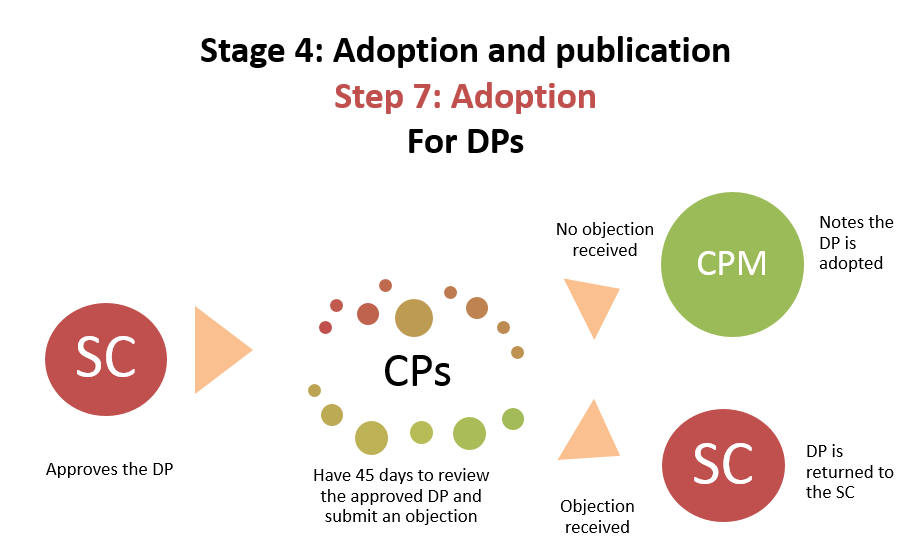 Stage 4: Adoption and publication
Step 7: Adoption
For DPs
SC
Approves the DP
CPs
Have 45 days to review
the approved DP and
submit an objection
No objection
received
CPM
Notes the
DP is
adopted
Objection
received
SC
DP is
returned to
the SC